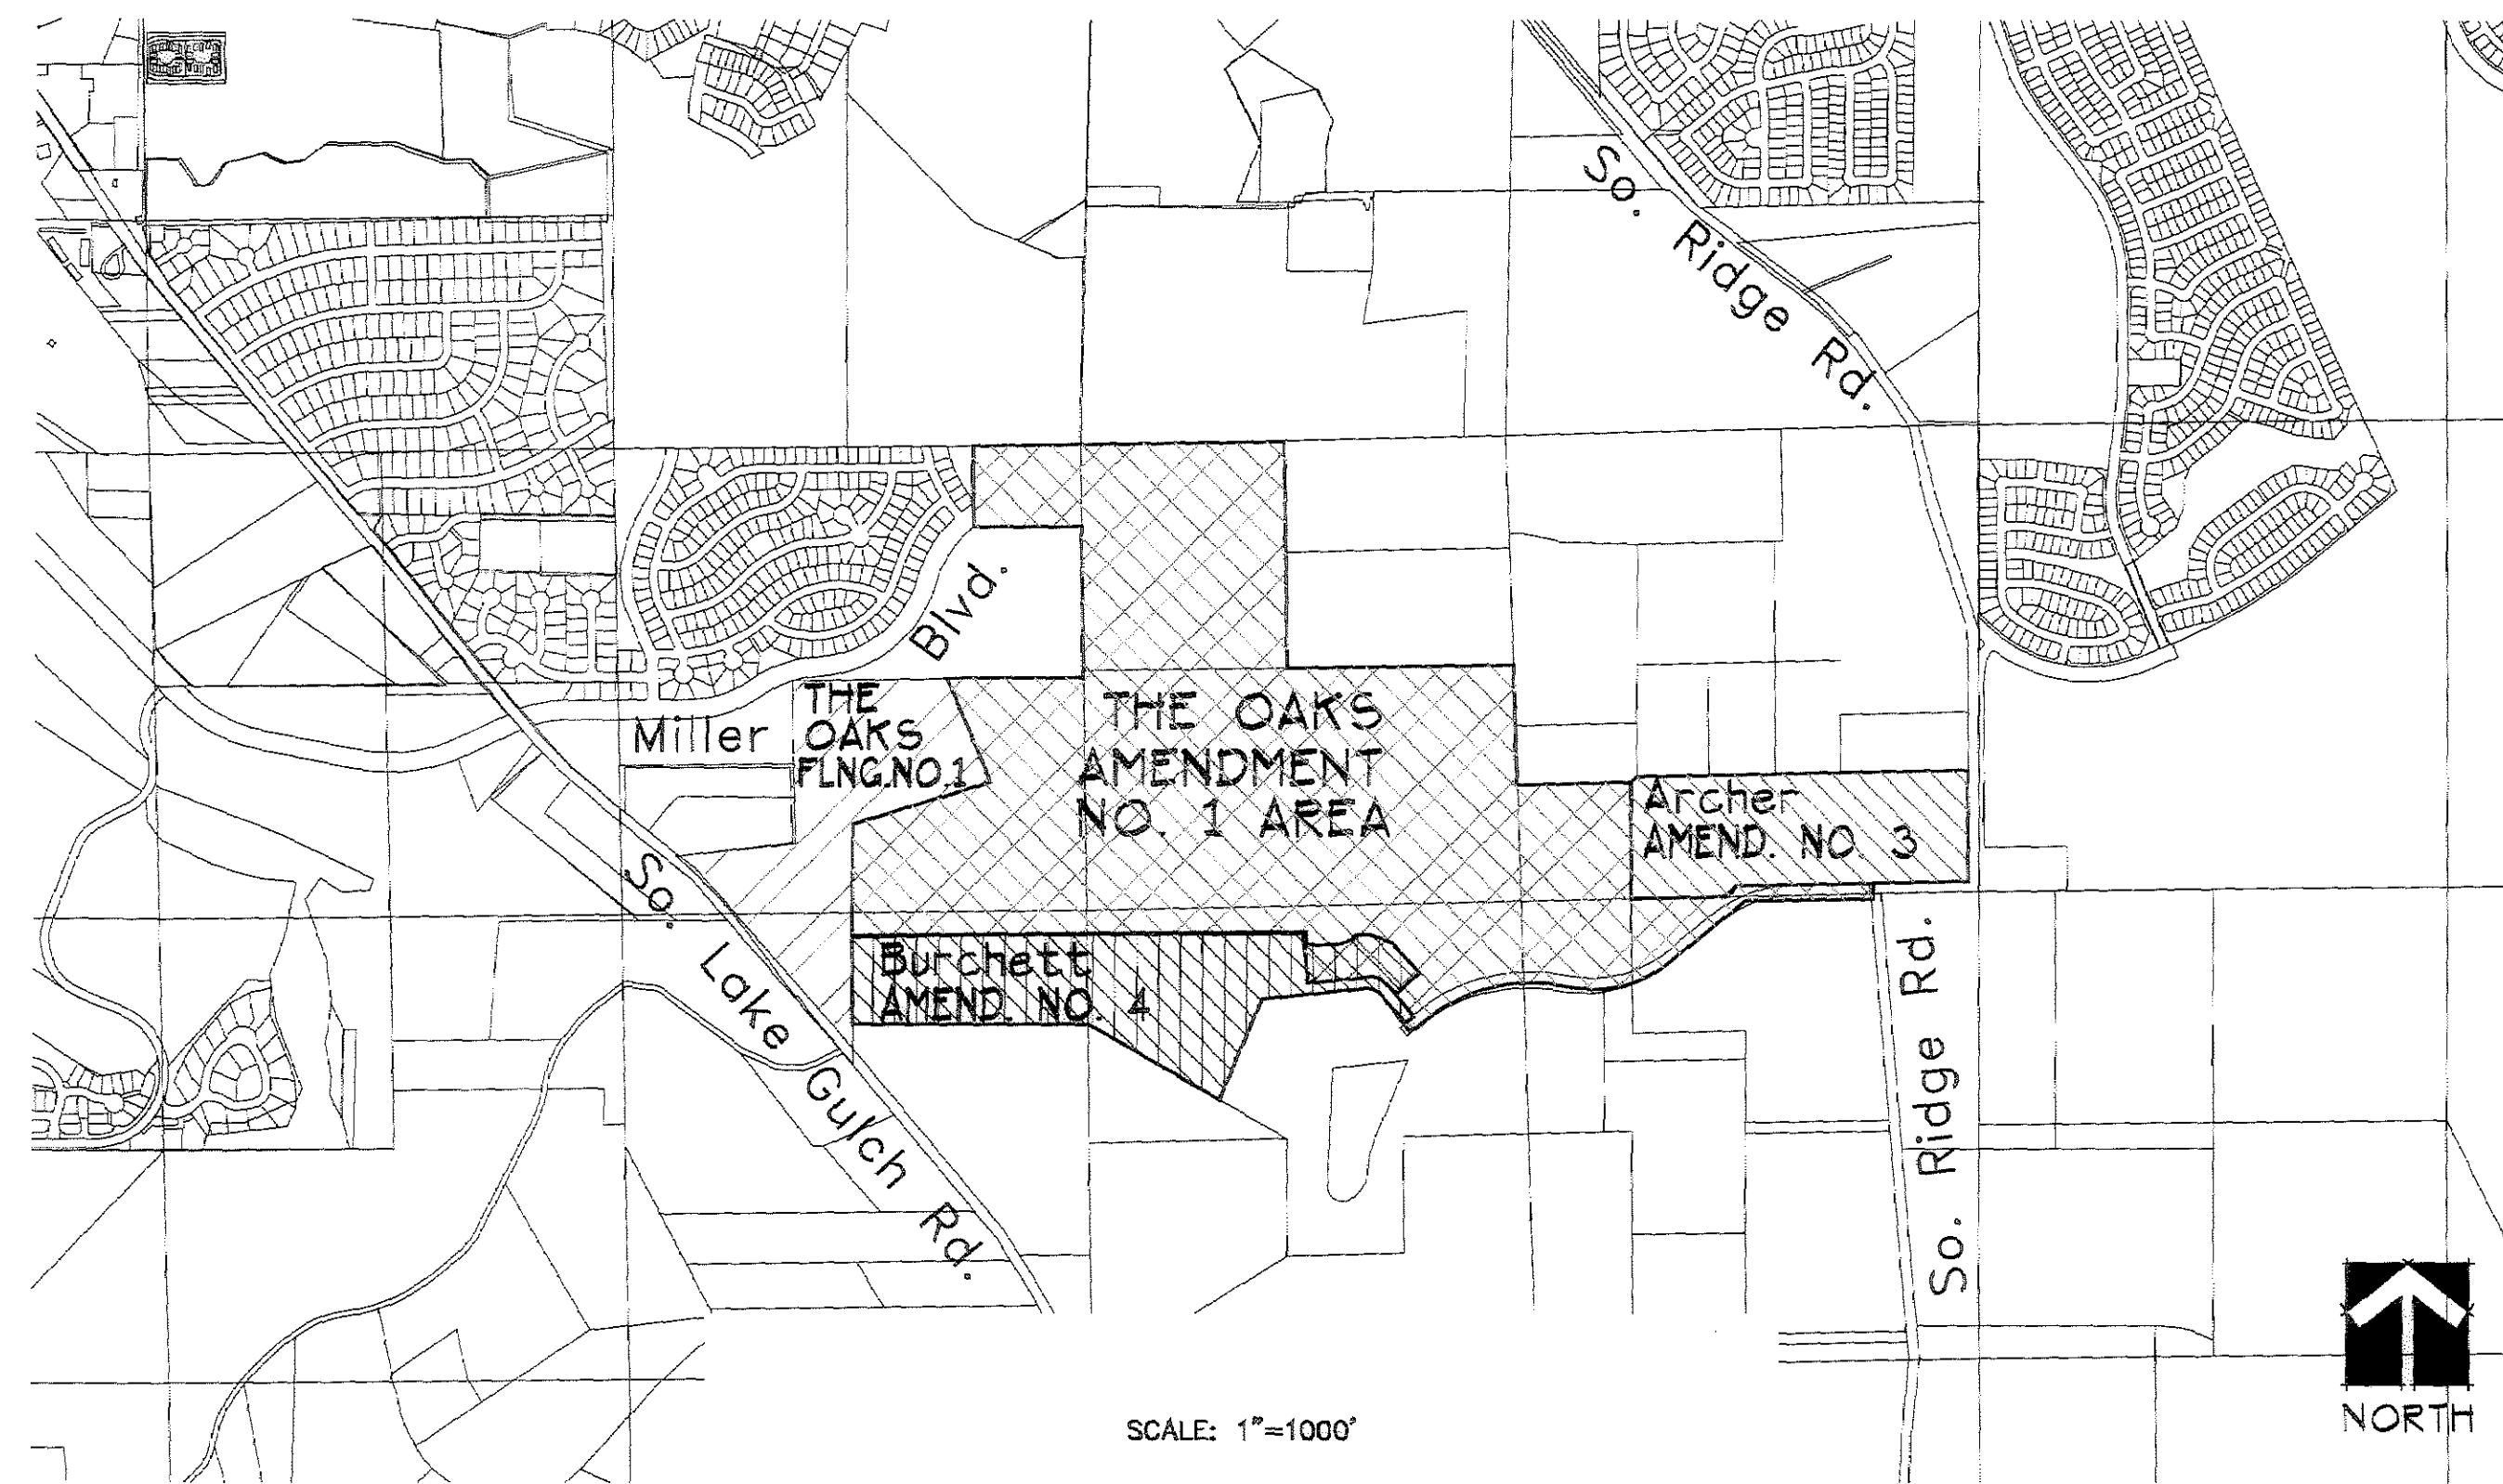 So. Ridge Rd.
Miller Blvd.
THE
OAKS
FLNG.NO.1
THE OAKS
AMENDMENT
NO. 1 AREA
Archer
AMEND. NO. 3
Burchett
AMEND. NO. 4
So. Lake Gulch Rd.
So. Ridge Rd.
SCALE: 1"=1000'
NORTH